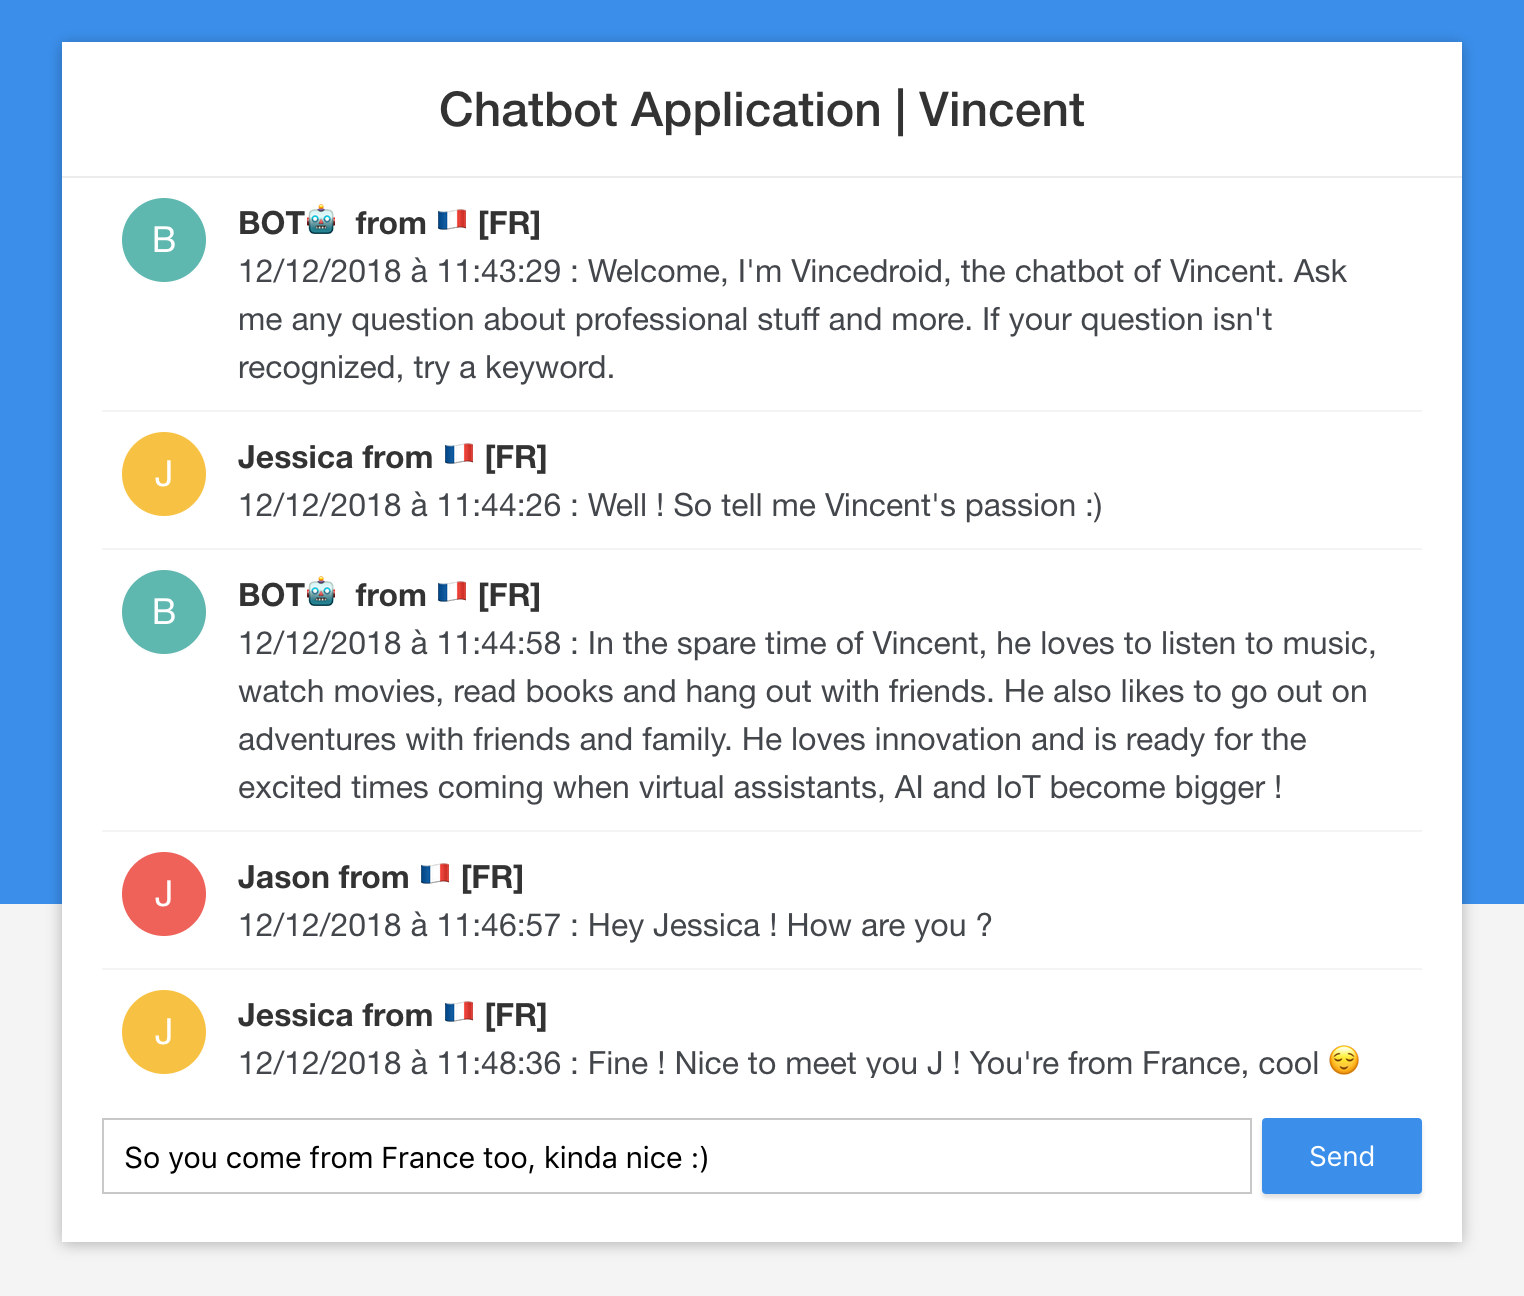 Chatbot Application | Vincent
B
BOT🤖 from 🇫🇷 [FR]
12/12/2018 à 11:43:29 : Welcome, I'm Vincedroid, the chatbot of Vincent. Ask
me any question about professional stuff and more. If your question isn't
recognized, try a keyword.
J
Jessica from 🇫🇷 [FR]
12/12/2018 à 11:44:26 : Well ! So tell me Vincent's passion :)
B
BOT🤖 from 🇫🇷 [FR]
12/12/2018 à 11:44:58 : In the spare time of Vincent, he loves to listen to music,
watch movies, read books and hang out with friends. He also likes to go out on
adventures with friends and family. He loves innovation and is ready for the
excited times coming when virtual assistants, AI and IoT become bigger !
J
Jason from 🇫🇷 [FR]
12/12/2018 à 11:46:57 : Hey Jessica ! How are you ?
J
Jessica from 🇫🇷 [FR]
12/12/2018 à 11:48:36 : Fine ! Nice to meet you J ! You're from France, cool 😌
So you come from France too, kinda nice :)
Send